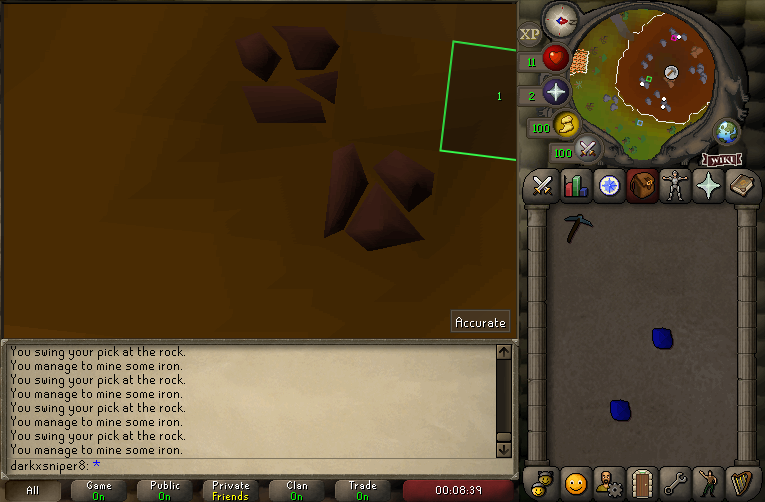 1
XP
11
2
100
100
WIKI
Accurate
You swing your pick at the rock.
You manage to mine some iron.
You swing your pick at the rock.
You manage to mine some iron.
You swing your pick at the rock.
You manage to mine some iron.
You swing your pick at the rock.
You manage to mine some iron.
darkxsniper8: *
All
Game
On
Public
On
Private
Friends
Clan
On
Trade
On
00:08:39